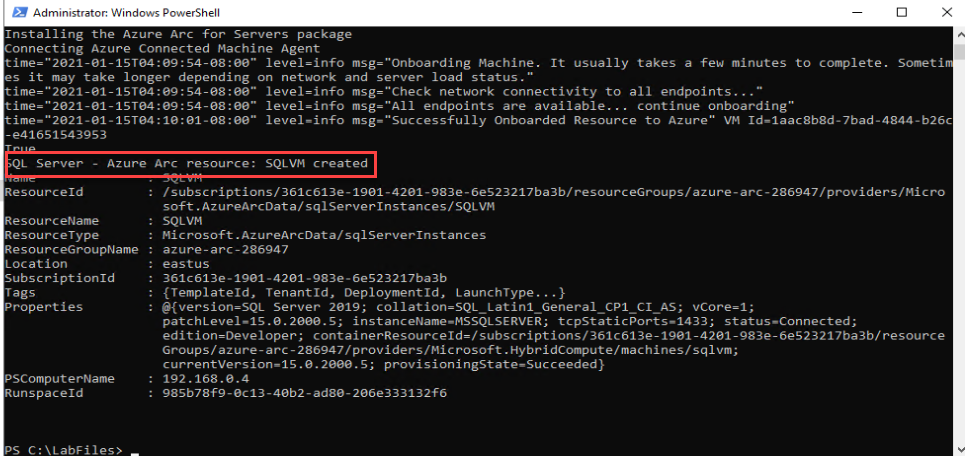 Administrator: Windows PowerShell
Installing the Azure Arc for Servers package
Connecting Azure Connected Machine Agent
time="2021-01-15T04:09:54-08:00" level=info msg="Onboarding Machine. It usually takes a few minutes to complete. Sometim
es it may take longer depending on network and server load status."
time="2021-01-15T04:09:54-08:00" level=info msg="Check network connectivity to all endpoints..."
time="2021-01-15T04:09:54-08:00" level=info msg="All endpoints are available... continue onboarding"
time="2021-01-15T04:10:01-08:00" level=info msg="Successfully Onboarded Resource to Azure" VM Id=1aac8b8d-7bad-4844-b26c
-e41651543953
True
SQL Server - Azure Arc resource: SQLVM created
Name : SQLVM
ResourceId : /subscriptions/361c613e-1901-4201-983e-6e523217ba3b/resourceGroups/azure-arc-286947/providers/Micro
soft.AzureArcData/sqlServerInstances/SQLVM
ResourceName : SQLVM
ResourceType : Microsoft.AzureArcData/sqlServerInstances
ResourceGroupName : azure-arc-286947
Location : eastus
SubscriptionId : 361c613e-1901-4201-983e-6e523217ba3b
Tags : {TemplateId, TenantId, DeploymentId, LaunchType...}
Properties : @{version=SQL Server 2019; collation=SQL_Latin1_General_CP1_CI_AS; vCore=1;
patchLevel=15.0.2000.5; instanceName=MSSQLSERVER; tcpStaticPorts=1433; status=Connected;
edition=Developer; containerResourceId=/subscriptions/361c613e-1901-4201-983e-6e523217ba3b/resource
Groups/azure-arc-286947/providers/Microsoft.HybridCompute/machines/sqlvm;
currentVersion=15.0.2000.5; provisioningState=Succeeded}
PSComputerName : 192.168.0.4
RunspaceId : 985b78f9-0c13-40b2-ad80-206e333132f6
PS C:\LabFiles>